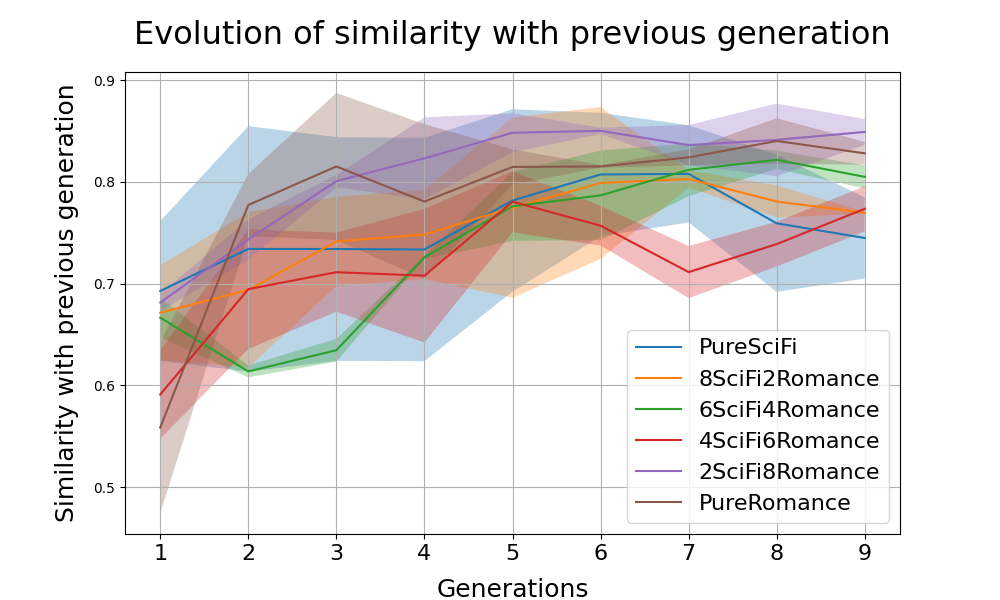 Evolution of similarity with previous generation
Similarity with previous generation
0.9
0.8
0.7
0.6
0.5
PureSciFi
8SciFi2Romance
6SciFi4Romance
4SciFi6Romance
2SciFi8Romance
PureRomance
1 2 3 4 5 6 7 8 9
Generations